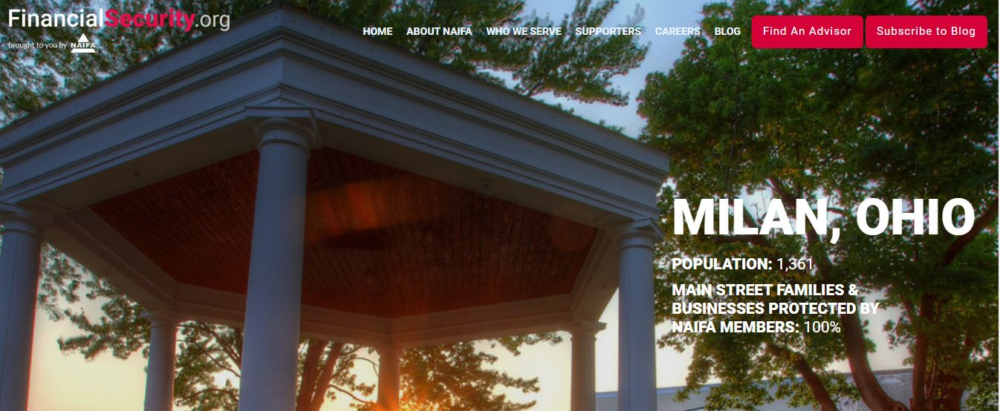 FinancialSecurity.org
brought to you by NAIFA
HOME ABOUT NAIFA WHO WE SERVE SUPPORTERS CAREERS BLOG Find An Advisor Subscribe to Blog
MILAN, OHIO
POPULATION: 1,361
MAIN STREET FAMILIES &
BUSINESSES PROTECTED BY
NAIFA MEMBERS: 100%